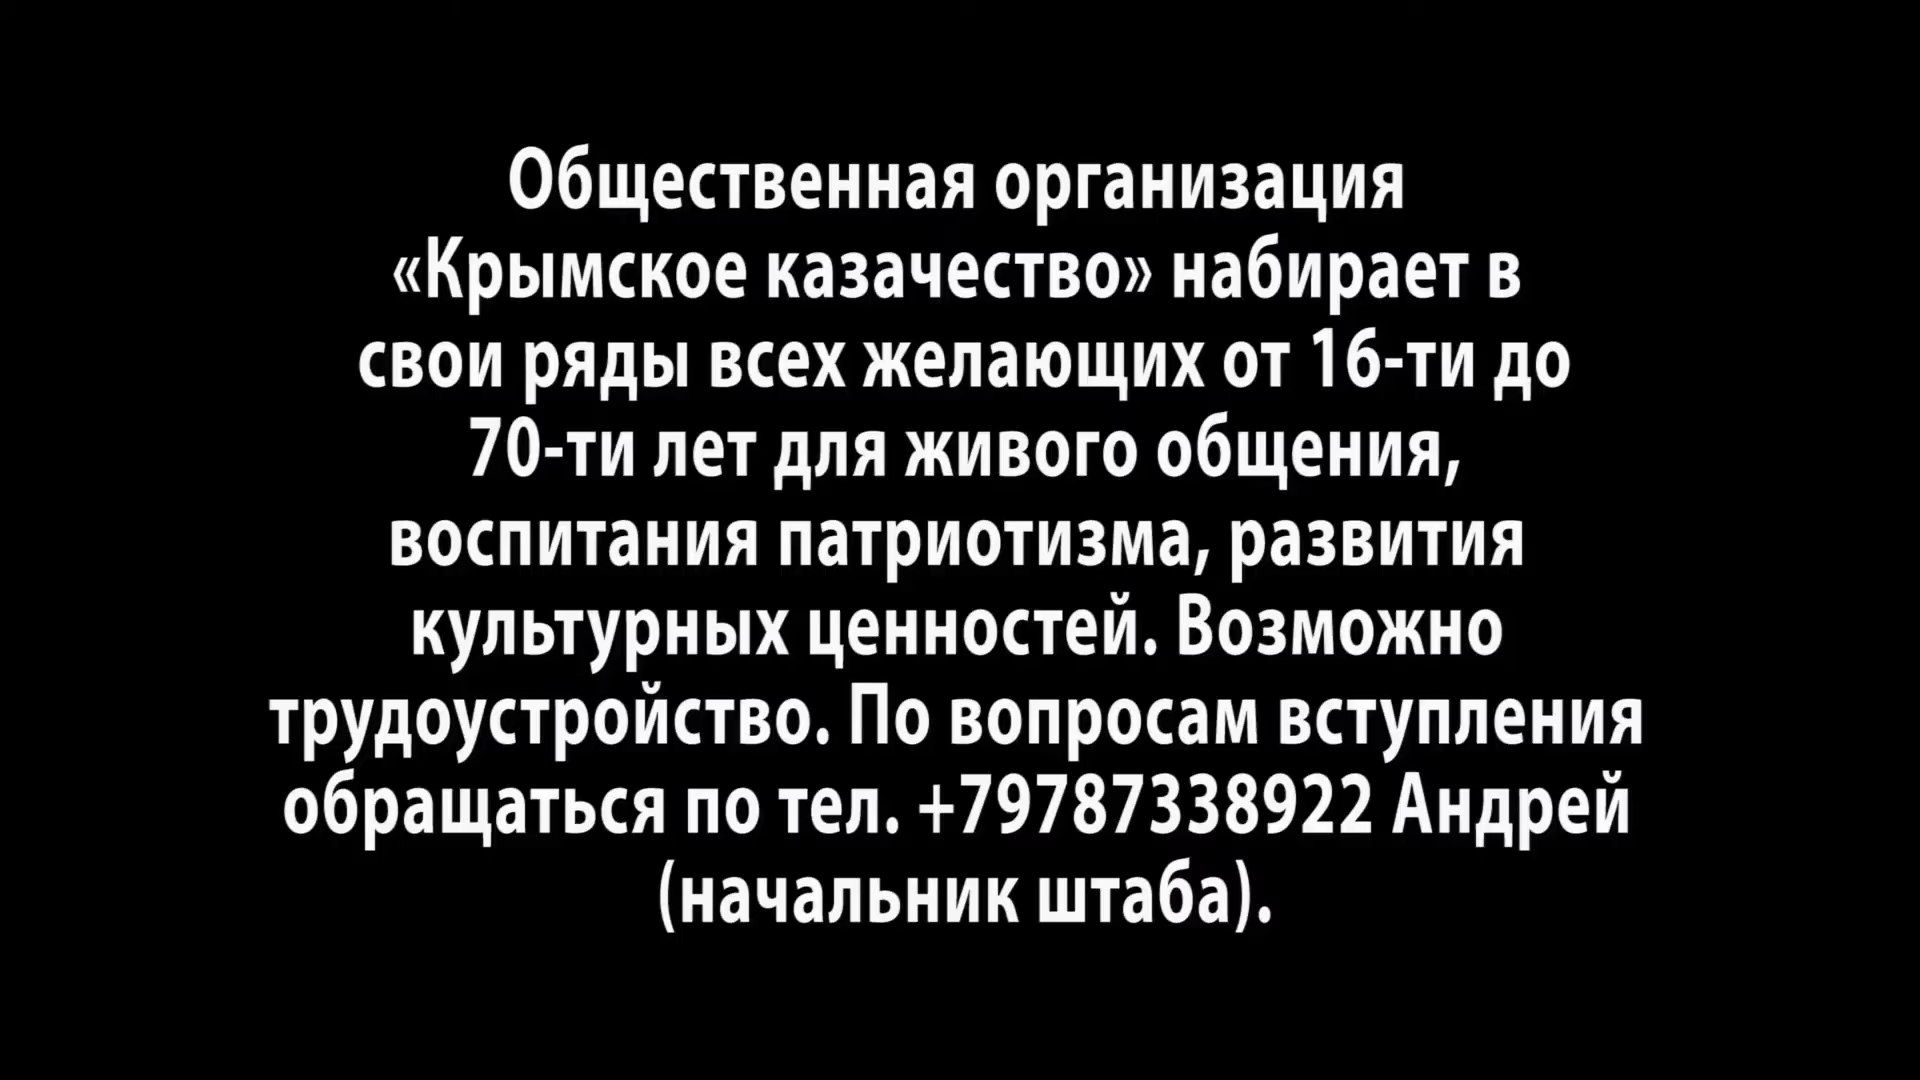 Общественная организация
«Крымское казачество» набирает в
свои ряды всех желающих от 16-ти до
70-ти лет для живого общения,
воспитания патриотизма, развития
культурных ценностей. Возможно
трудоустройство. По вопросам вступления
обращаться по тел. +79787338922 Андрей
(начальник штаба).